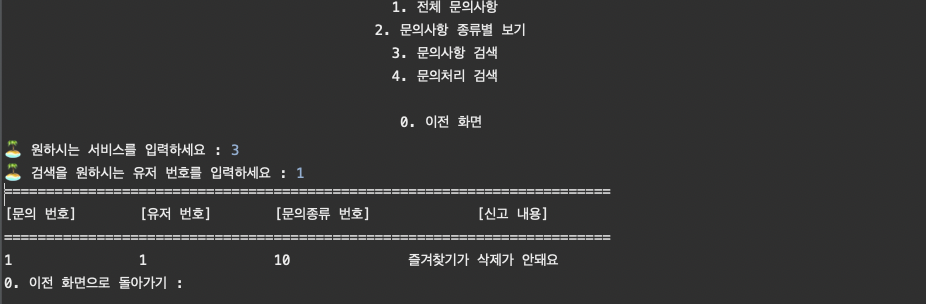 1. 전체 문의사항
2. 문의사항 종류별 보기
3. 문의사항 검색
4. 문의처리 검색
0. 이전 화면
🏝 원하시는 서비스를 입력하세요 : 3
🏝 검색을 원하시는 유저 번호를 입력하세요 : 1
========================================================================
[문의 번호] [유저 번호] [문의종류 번호] [신고 내용]
========================================================================
1 1 10 즐겨찾기가 삭제가 안돼요
0. 이전 화면으로 돌아가기 :